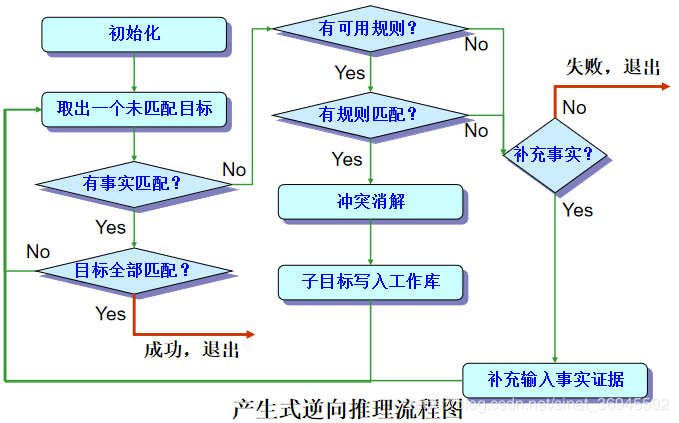 初始化
取出一个未匹配目标
有事实匹配？
No
Yes
目标全部匹配？
No
Yes
成功，退出
有可用规则？
No
Yes
有规则匹配？
No
Yes
冲突消解
子目标写入工作库
失败，退出
No
补充事实？
Yes
补充输入事实证据
产生式逆向推理流程图
blog.csdn.net/sinat_36945592